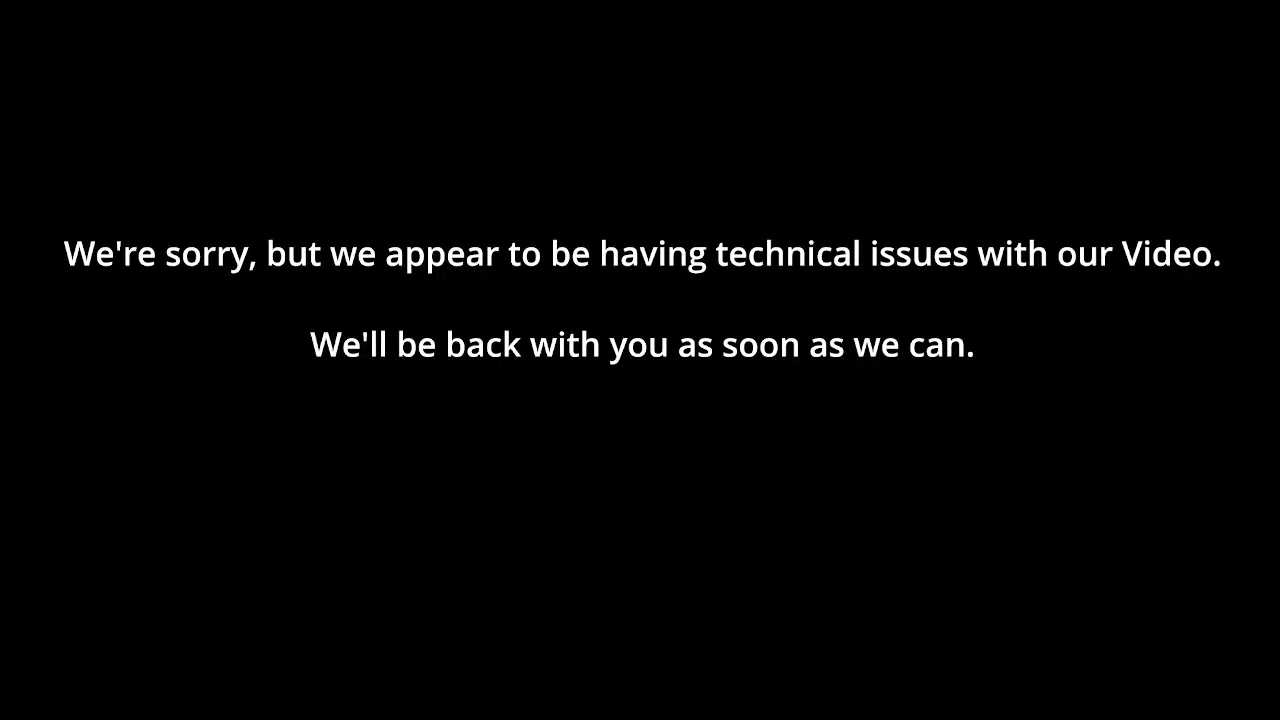 We're sorry, but we appear to be having technical issues with our Video.
We'll be back with you as soon as we can.